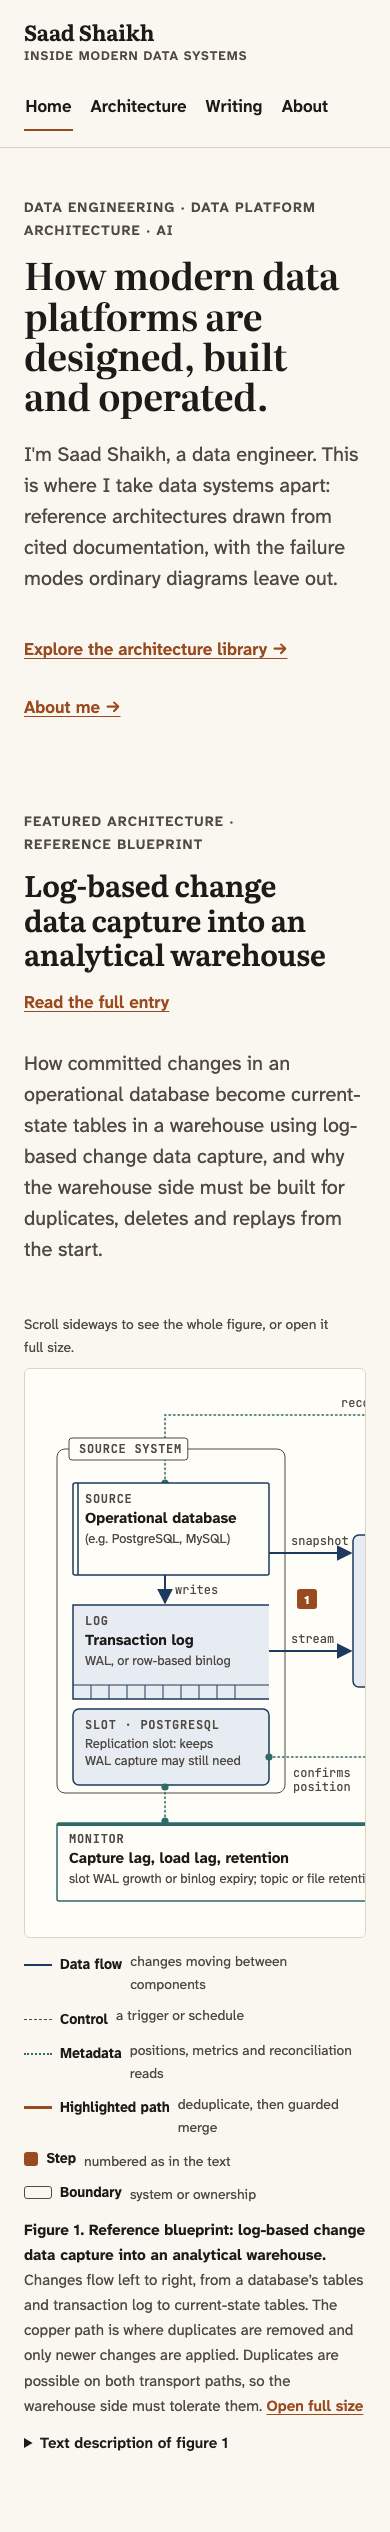 Saad Shaikh
INSIDE MODERN DATA SYSTEMS
Home Architecture Writing About
DATA ENGINEERING · DATA PLATFORM
ARCHITECTURE · AI
How modern data
platforms are
designed, built
and operated.
I'm Saad Shaikh, a data engineer. This
is where I take data systems apart:
reference architectures drawn from
cited documentation, with the failure
modes ordinary diagrams leave out.
Explore the architecture library →
About me →
FEATURED ARCHITECTURE ·
REFERENCE BLUEPRINT
Log-based change
data capture into an
analytical warehouse
Read the full entry
How committed changes in an
operational database become current-
state tables in a warehouse using log-
based change data capture, and why
the warehouse side must be built for
duplicates, deletes and replays from
the start.
Scroll sideways to see the whole figure, or open it
full size.
SOURCE SYSTEM
SOURCE
Operational database
(e.g. PostgreSQL, MySQL)
snapshot
writes
1
LOG
Transaction log
WAL, or row-based binlog
stream
SLOT · POSTGRESQL
Replication slot: keeps
WAL capture may still need
confirms
position
MONITOR
Capture lag, load lag, retention
slot WAL growth or binlog expiry; topic or file
Data flow changes moving between
components
Control a trigger or schedule
Metadata positions, metrics and reconciliation
reads
Highlighted path deduplicate, then guarded
merge
Step numbered as in the text
Boundary system or ownership
Figure 1. Reference blueprint: log-based change
data capture into an analytical warehouse.
Changes flow left to right, from a database’s tables
and transaction log to current-state tables. The
copper path is where duplicates are removed and
only newer changes are applied. Duplicates are
possible on both transport paths, so the
warehouse side must tolerate them. Open full size
▶ Text description of figure 1